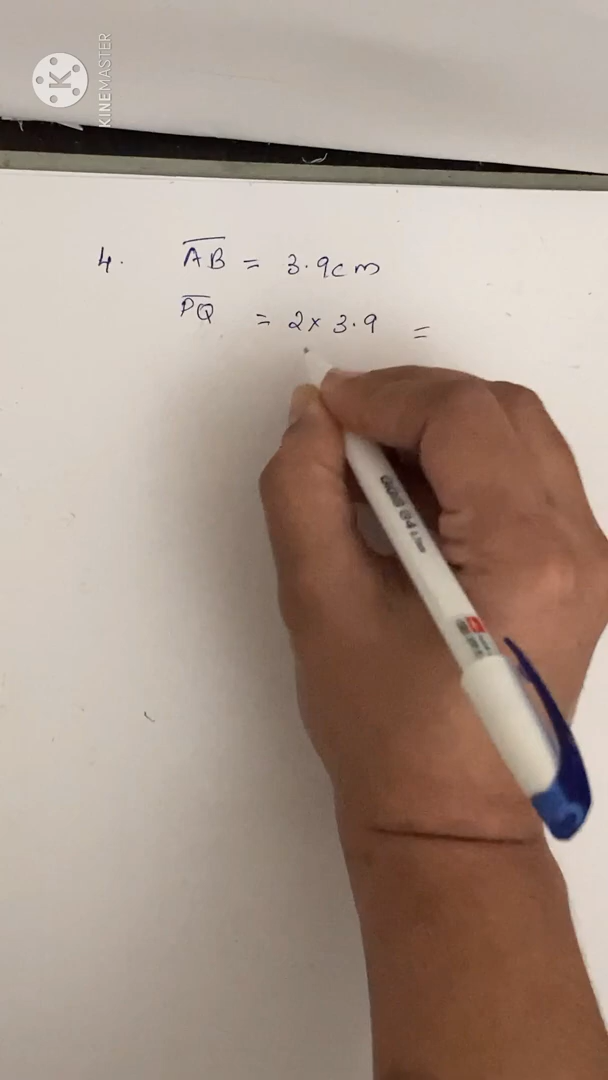 KINEMASTER
4. AB = 3.9cm
PQ = 2 × 3.9 =